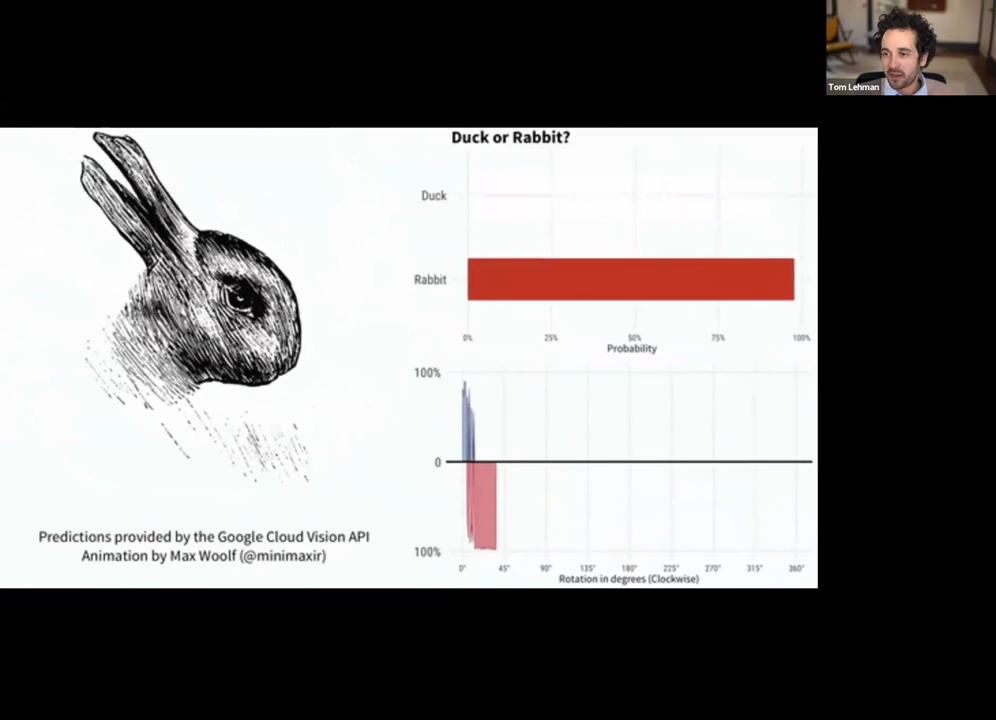 Tom Lehman
Duck or Rabbit?
Duck
Rabbit
0% 25% 50% 75% 100%
Probability
100%
0
100%
0° 45° 90° 135° 180° 225° 270° 315° 360°
Rotation in degrees (Clockwise)
Predictions provided by the Google Cloud Vision API
Animation by Max Woolf (@minimaxir)